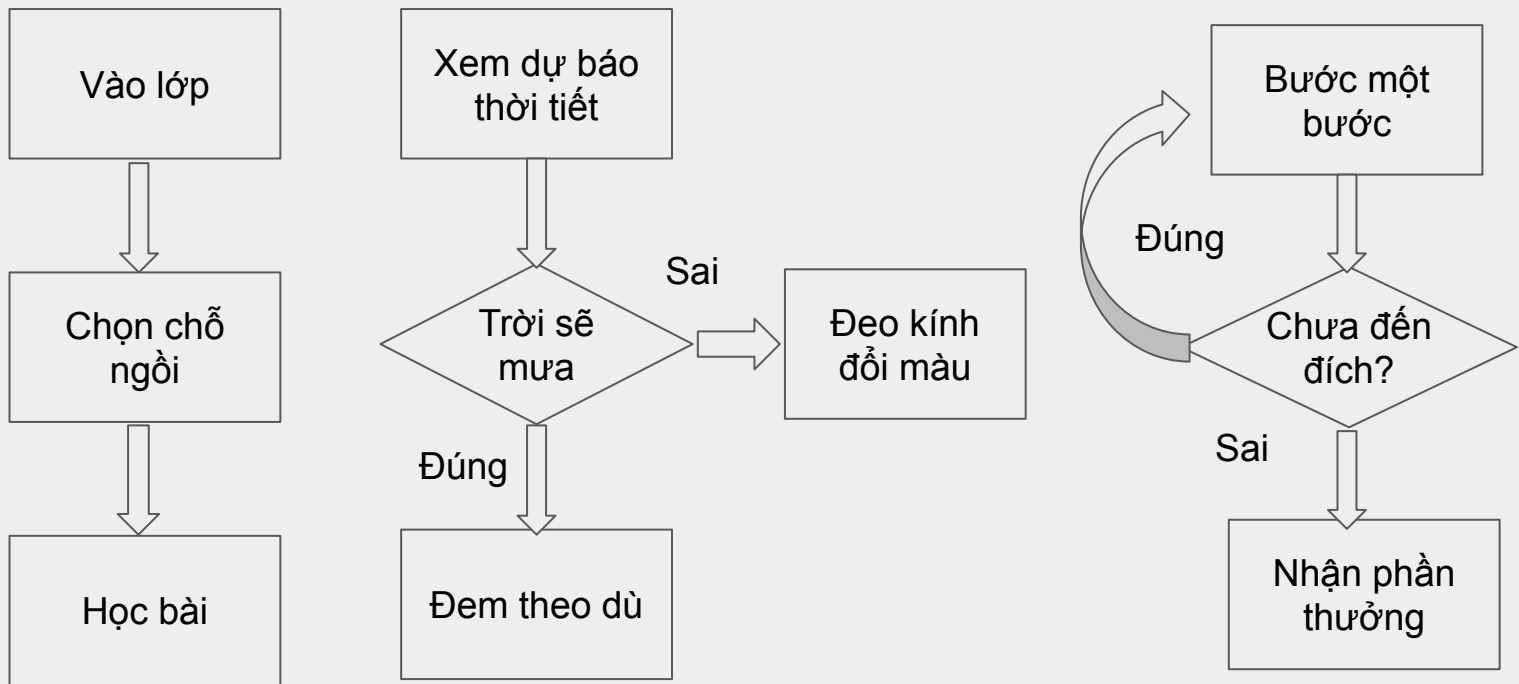 Vào lớp
Chọn chỗ
ngồi
Học bài
Xem dự báo
thời tiết
Trời sẽ
mưa
Sai
Đeo kính
đổi màu
Đúng
Đem theo dù
Bước một
bước
Đúng
Chưa đến
đích?
Sai
Nhận phần
thưởng